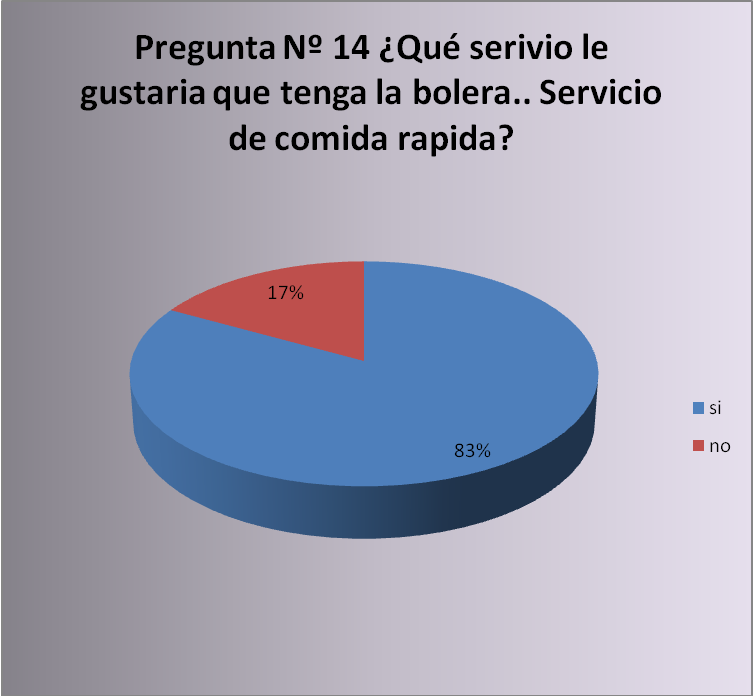 Pregunta Nº 14 ¿Qué serivio le
gustaria que tenga la bolera.. Servicio
de comida rapida?
17%
83%
si
no